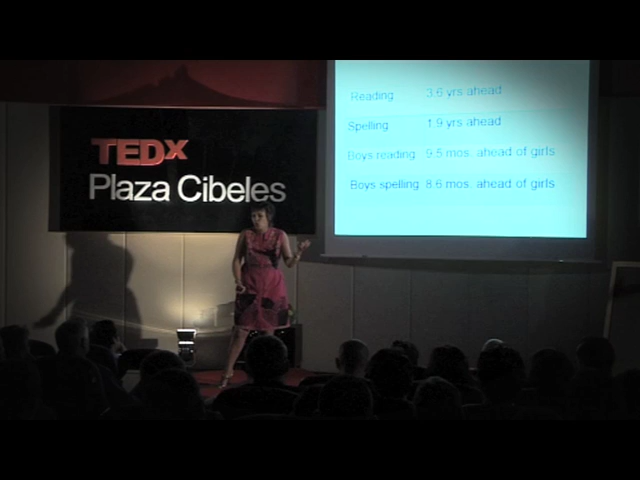 TEDx
Plaza Cibeles
Reading 3.6 yrs ahead
Spelling 1.9 yrs ahead
Boys reading 9.5 mos. ahead of girls
Boys spelling 8.6 mos. ahead of girls